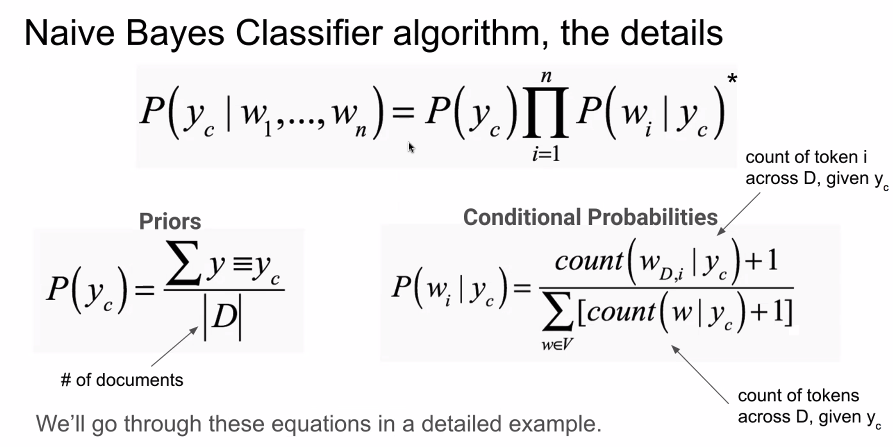 Naive Bayes Classifier algorithm, the details
P(y_c | w_1,..., w_n) = P(y_c) ∏_{i=1}^{n} P(w_i | y_c)*
count of token i
across D, given y_c
Priors
P(y_c) = ∑ y ≡ y_c / |D|
# of documents
Conditional Probabilities
P(w_i | y_c) = count(w_{D,i} | y_c)+1 / ∑_{w∈V} [count(w | y_c)+1]
count of tokens
across D, given y_c
We'll go through these equations in a detailed example.